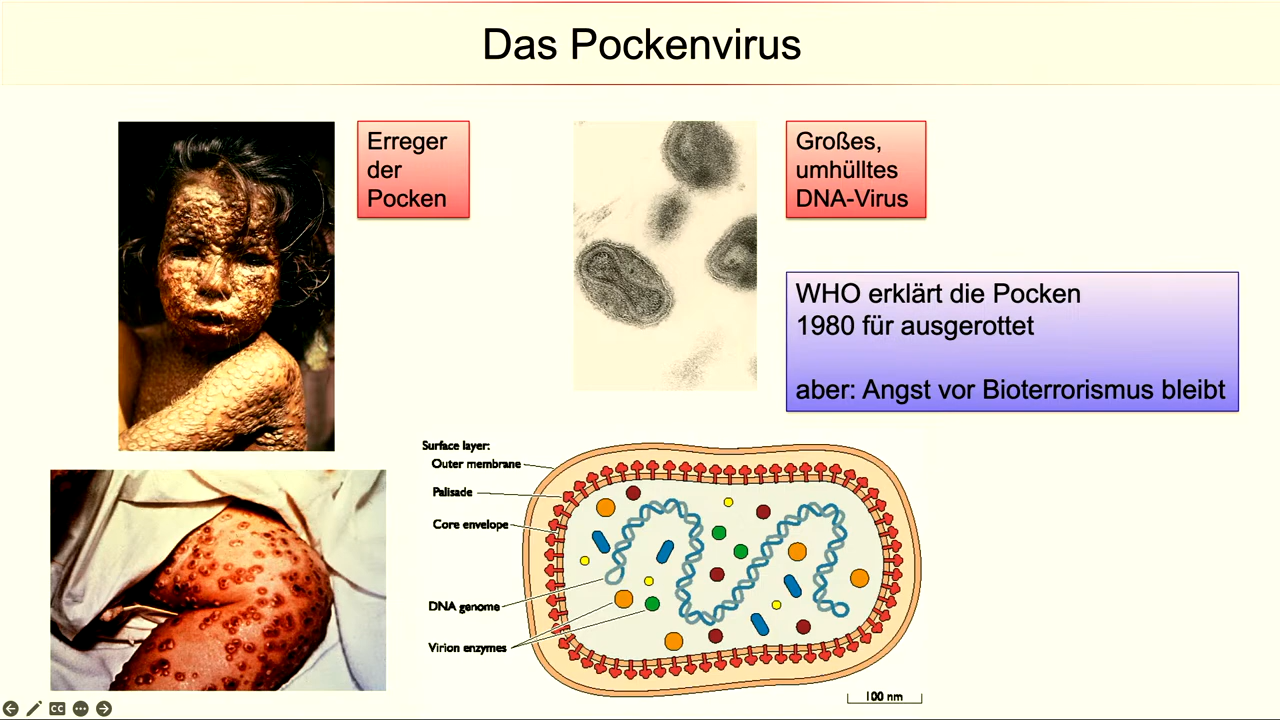 Das Pockenvirus
Erreger
der
Pocken
Großes,
umhülltes
DNA-Virus
WHO erklärt die Pocken
1980 für ausgerottet
aber: Angst vor Bioterrorismus bleibt
Surface layer:
Outer membrane
Palisade
Core envelope
DNA genome
Virion enzymes
100 nm
CC